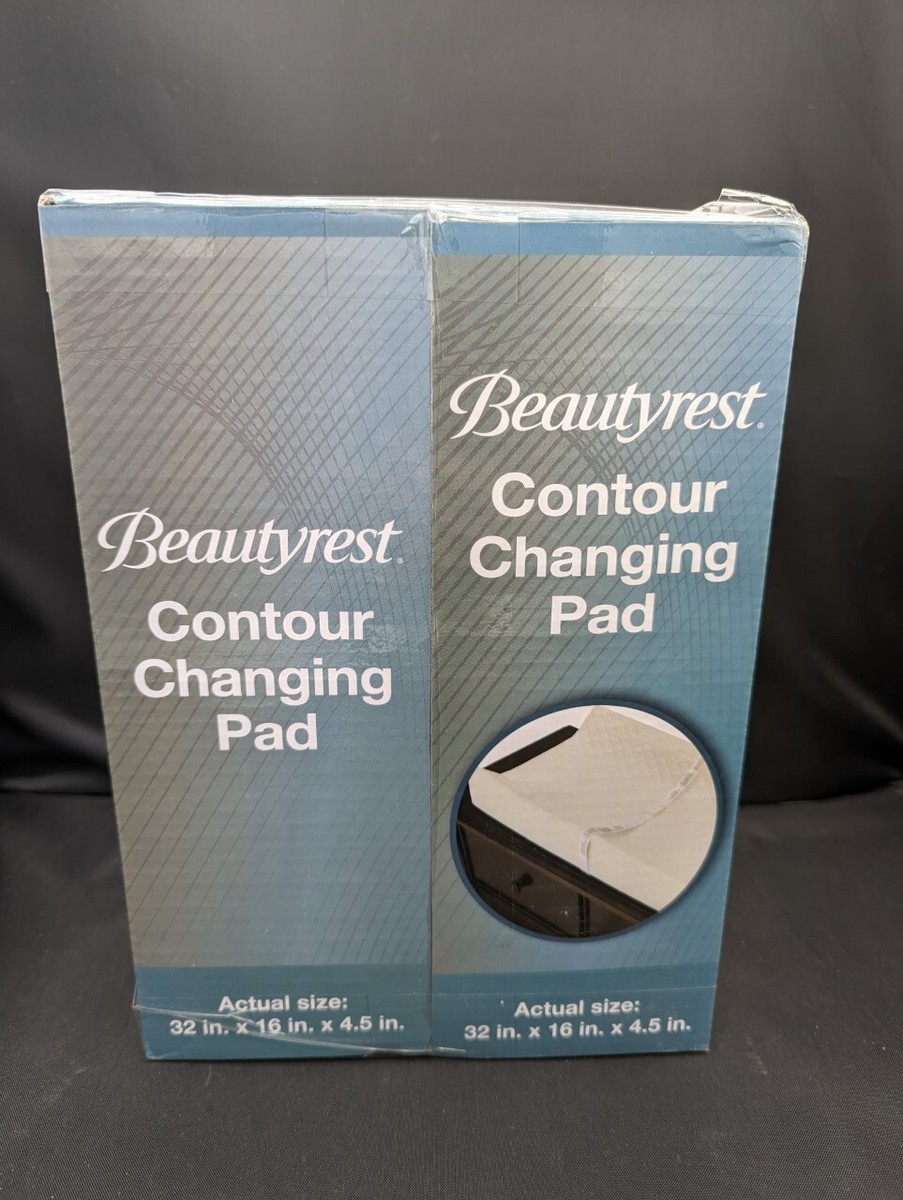 Beautyrest®
Contour
Changing
Pad
Actual size:
32 in. x 16 in. x 4.5 in.
Beautyrest®
Contour
Changing
Pad
Actual size:
32 in. x 16 in. x 4.5 in.